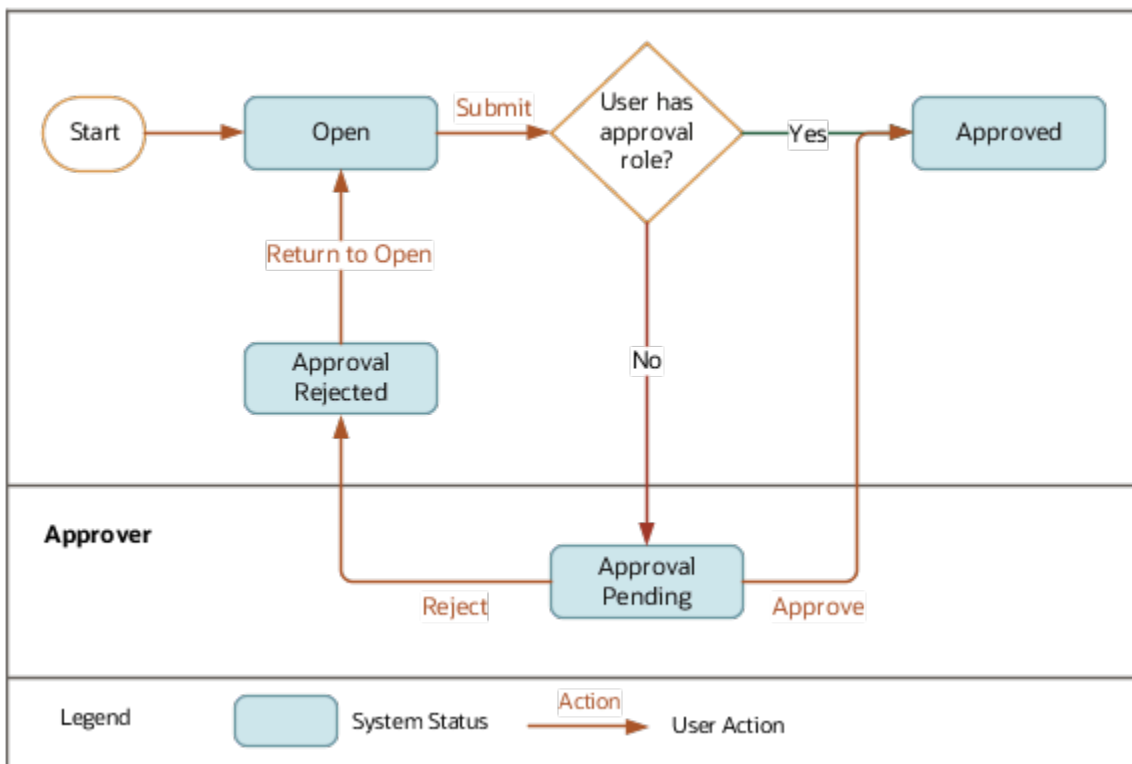 Start
Open
Submit
User has
approval
role?
Yes
Approved
Return to Open
No
Approval
Rejected
Approver
Approval
Pending
Reject
Approve
Legend
System Status
Action
User Action